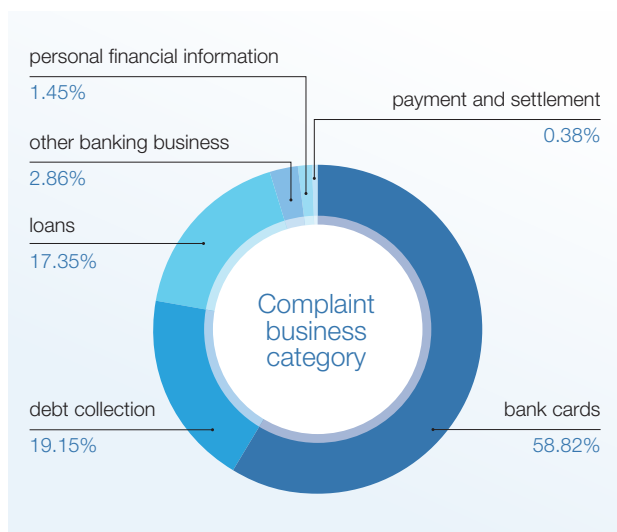 personal financial information
1.45%
payment and settlement
0.38%
other banking business
2.86%
loans
17.35%
Complaint
business
category
debt collection
19.15%
bank cards
58.82%